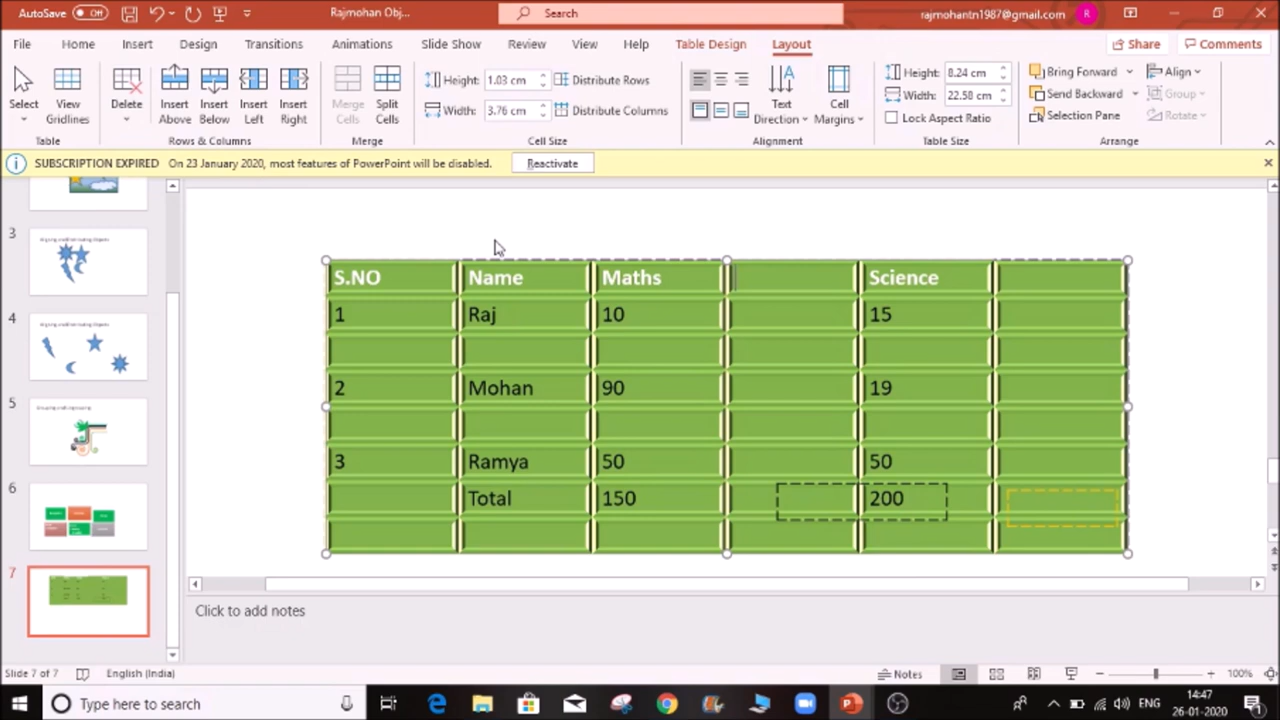 AutoSave Off Rajmohan Obj... Search rajmohantn1987@gmail.com R
File Home Insert Design Transitions Animations Slide Show Review View Help Table Design Layout Share Comments
Select View Gridlines Delete Insert Above Insert Below Insert Left Insert Right Merge Cells Split Cells
Height: 1.03 cm Distribute Rows
Width: 3.76 cm Distribute Columns
Text Direction Cell Margins
Height: 8.24 cm
Width: 22.58 cm
Lock Aspect Ratio
Bring Forward Align
Send Backward Group
Selection Pane Rotate
Table Rows & Columns Merge Cell Size Alignment Table Size Arrange
SUBSCRIPTION EXPIRED On 23 January 2020, most features of PowerPoint will be disabled. Reactivate
3
4
5
6
7
S.NO Name Maths Science
1 Raj 10 15
2 Mohan 90 19
3 Ramya 50 50
Total 150 200
Click to add notes
Slide 7 of 7 English (India) Notes 100%
Type here to search ENG 14:47
26-01-2020 1